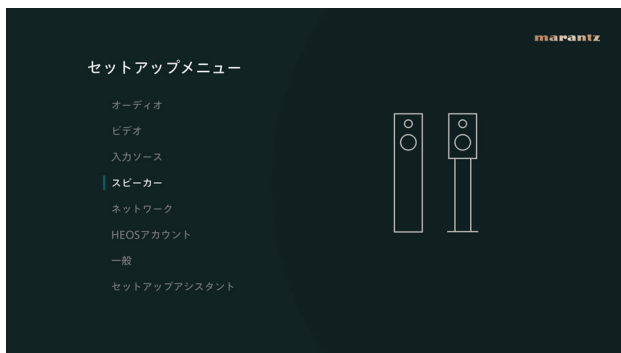 marantz
セットアップメニュー
オーディオ
ビデオ
入力ソース
スピーカー
ネットワーク
HEOSアカウント
一般
セットアップアシスタント